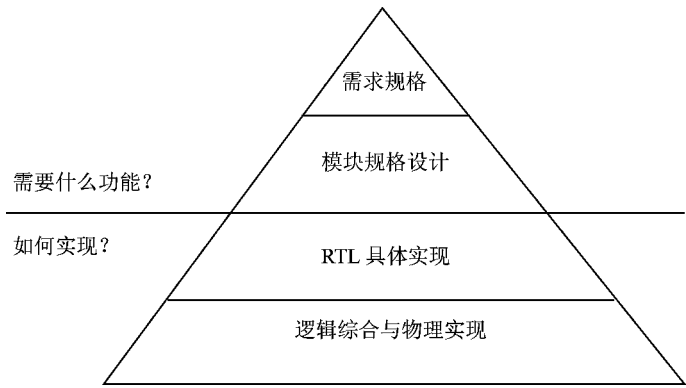 需求规格
模块规格设计
需要什么功能？
如何实现？
RTL 具体实现
逻辑综合与物理实现